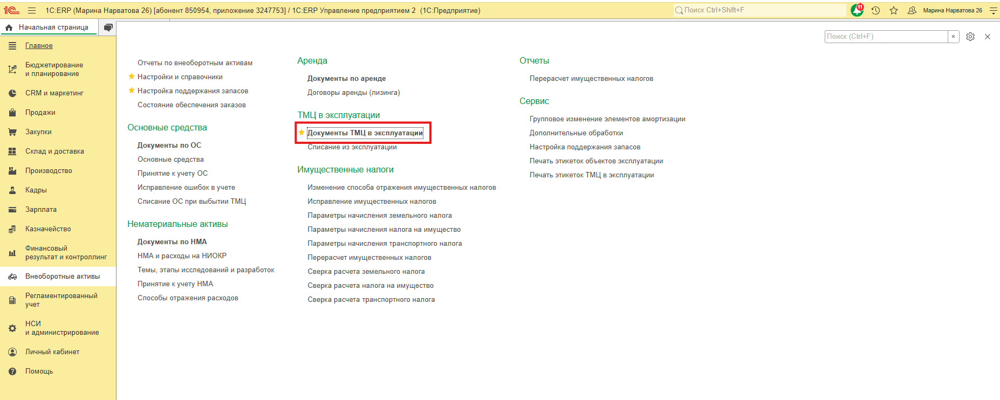 1С:ERP (Марина Нарватова 26) [абонент 850954, приложение 3247753] / 1С:ERP Управление предприятием 2 (1С:Предприятие)
Поиск Ctrl+Shift+F
11
Марина Нарватова 26
Начальная страница
Поиск (Ctrl+F)
×
Главное
Бюджетирование
и планирование
CRM и маркетинг
Продажи
Закупки
Склад и доставка
Производство
Кадры
Зарплата
Казначейство
Финансовый
результат и контроллинг
Внеоборотные активы
Регламентированный
учет
НСИ
и администрирование
Личный кабинет
Помощь
Отчеты по внеоборотным активам
Настройки и справочники
Настройка поддержания запасов
Состояние обеспечения заказов
Основные средства
Документы по ОС
Основные средства
Принятие к учету ОС
Исправление ошибок в учете
Списание ОС при выбытии ТМЦ
Нематериальные активы
Документы по НМА
НМА и расходы на НИОКР
Темы, этапы исследований и разработок
Принятие к учету НМА
Способы отражения расходов
Аренда
Документы по аренде
Договоры аренды (лизинга)
ТМЦ в эксплуатации
Документы ТМЦ в эксплуатации
Списание из эксплуатации
Имущественные налоги
Изменение способа отражения имущественных налогов
Исправление имущественных налогов
Параметры начисления земельного налога
Параметры начисления налога на имущество
Параметры начисления транспортного налога
Перерасчет имущественных налогов
Сверка расчета земельного налога
Сверка расчета налога на имущество
Сверка расчета транспортного налога
Отчеты
Перерасчет имущественных налогов
Сервис
Групповое изменение элементов амортизации
Дополнительные обработки
Настройка поддержания запасов
Печать этикеток объектов эксплуатации
Печать этикеток ТМЦ в эксплуатации